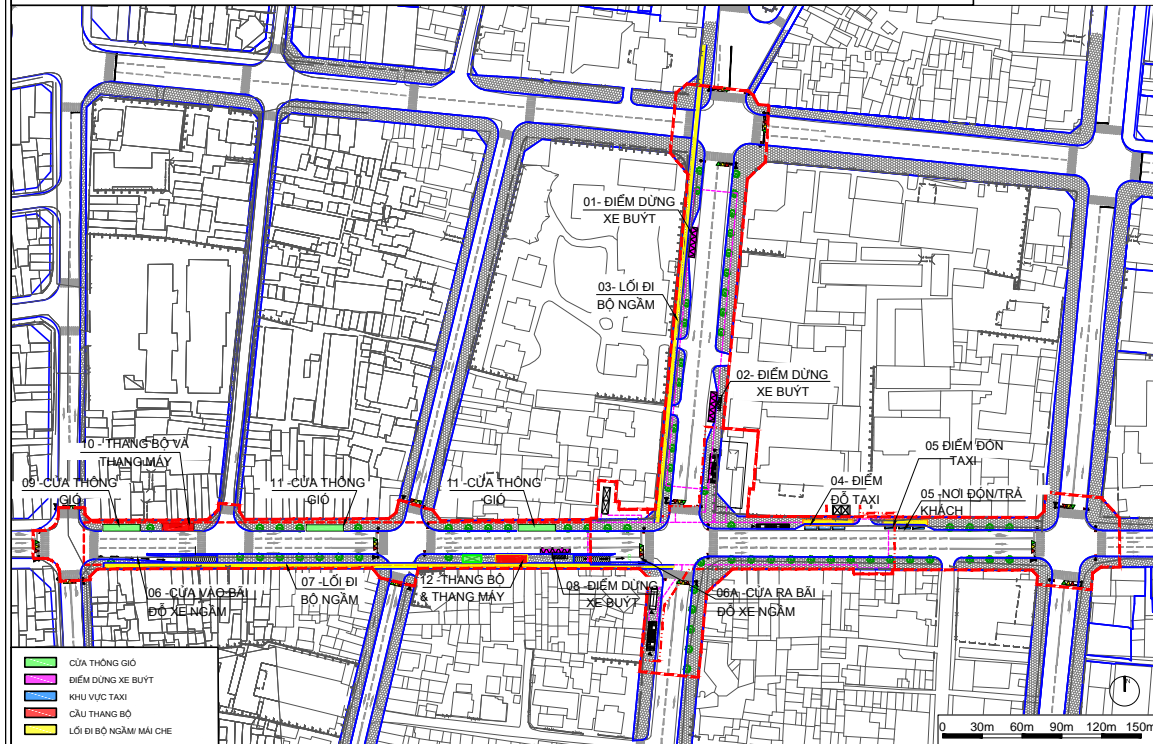 01- ĐIỂM DỪNG
XE BUÝT
03- LỐI ĐI
BỘ NGẦM
02- ĐIỂM DỪNG
XE BUÝT
10 - THANG BỘ VÀ
THANG MÁY
09 -CỬA THÔNG
GIÓ
11 -CỬA THÔNG
GIÓ
11 -CỬA THÔNG
GIÓ
04- ĐIỂM
ĐỖ TAXI
05 ĐIỂM ĐÓN
TAXI
05 -NƠI ĐÓN/TRẢ
KHÁCH
06 -CỬA VÀO BÃI
ĐỖ XE NGẦM
07 -LỐI ĐI
BỘ NGẦM
12 -THANG BỘ
& THANG MÁY
08 -ĐIỂM DỪNG
XE BUÝT
06A -CỬA RA BÃI
ĐỖ XE NGẦM
CỬA THÔNG GIÓ
ĐIỂM DỪNG XE BUÝT
KHU VỰC TAXI
CẦU THANG BỘ
LỐI ĐI BỘ NGẦM/ MÁI CHE
0 30m 60m 90m 120m 150m